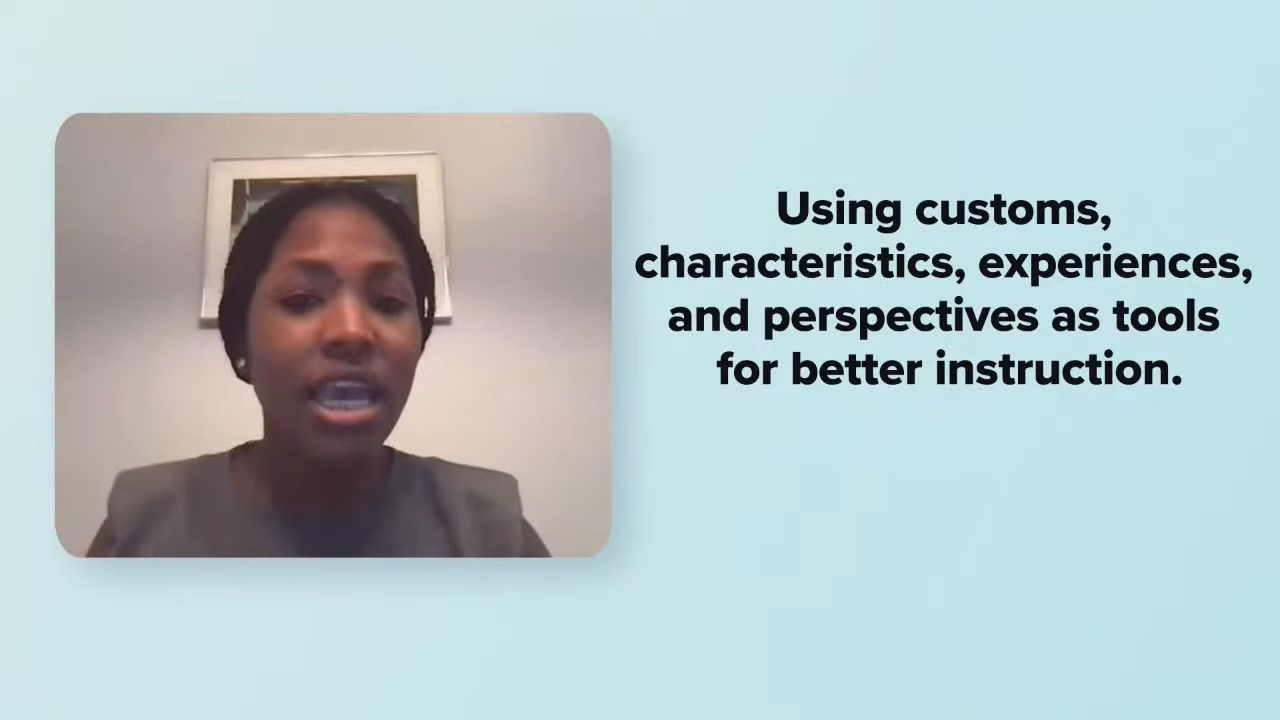 Using customs,
characteristics, experiences,
and perspectives as tools
for better instruction.